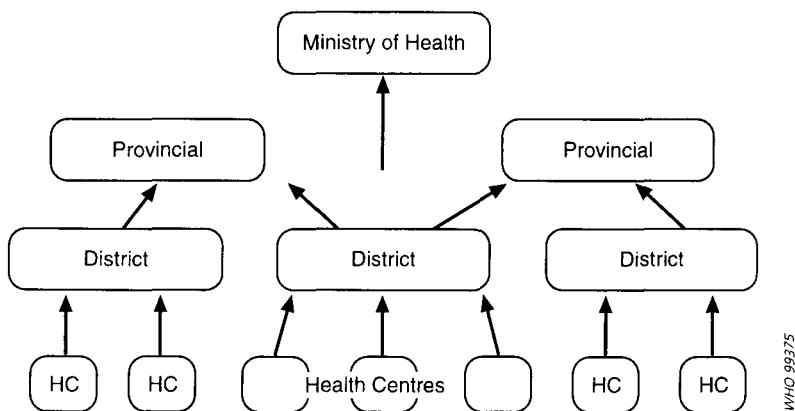 Ministry of Health
Provincial
Provincial
District
District
District
HC
HC
Health Centres
HC
HC
WHO 99375